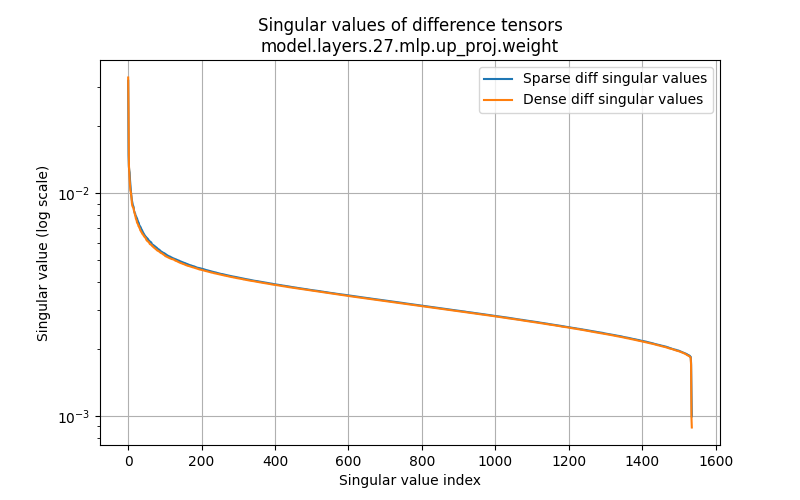 Singular values of difference tensors
model.layers.27.mlp.up_proj.weight
Sparse diff singular values
Dense diff singular values
Singular value (log scale)
10⁻²
10⁻³
0 200 400 600 800 1000 1200 1400 1600
Singular value index